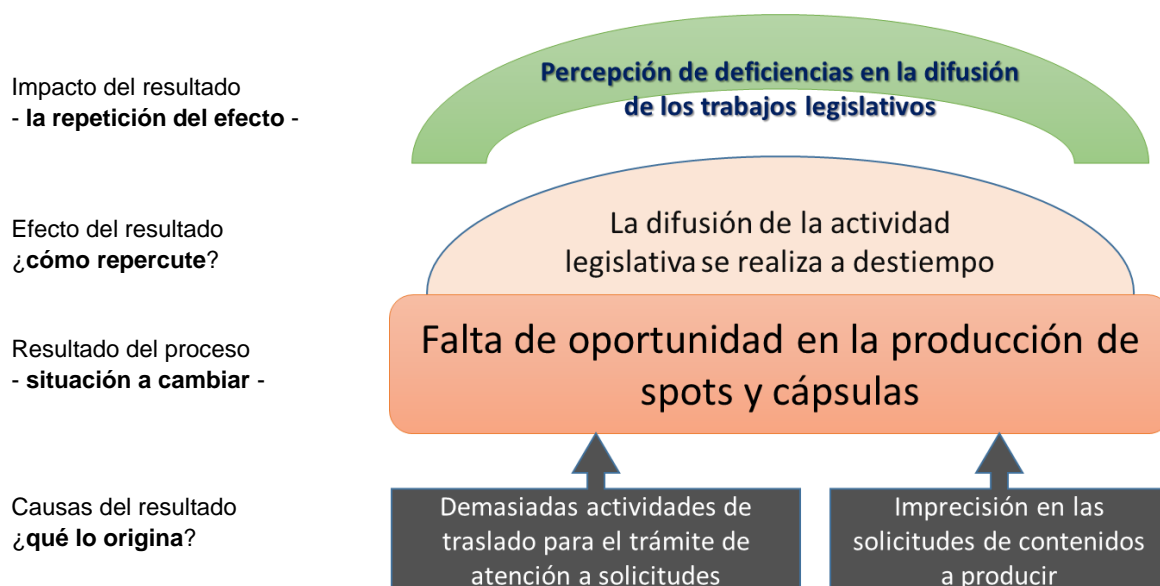 Impacto del resultado
- la repetición del efecto -
Percepción de deficiencias en la difusión
de los trabajos legislativos
Efecto del resultado
¿cómo repercute?
La difusión de la actividad
legislativa se realiza a destiempo
Resultado del proceso
- situación a cambiar -
Falta de oportunidad en la producción de
spots y cápsulas
Causas del resultado
¿qué lo origina?
Demasiadas actividades de
traslado para el trámite de
atención a solicitudes
Imprecisión en las
solicitudes de contenidos
a producir